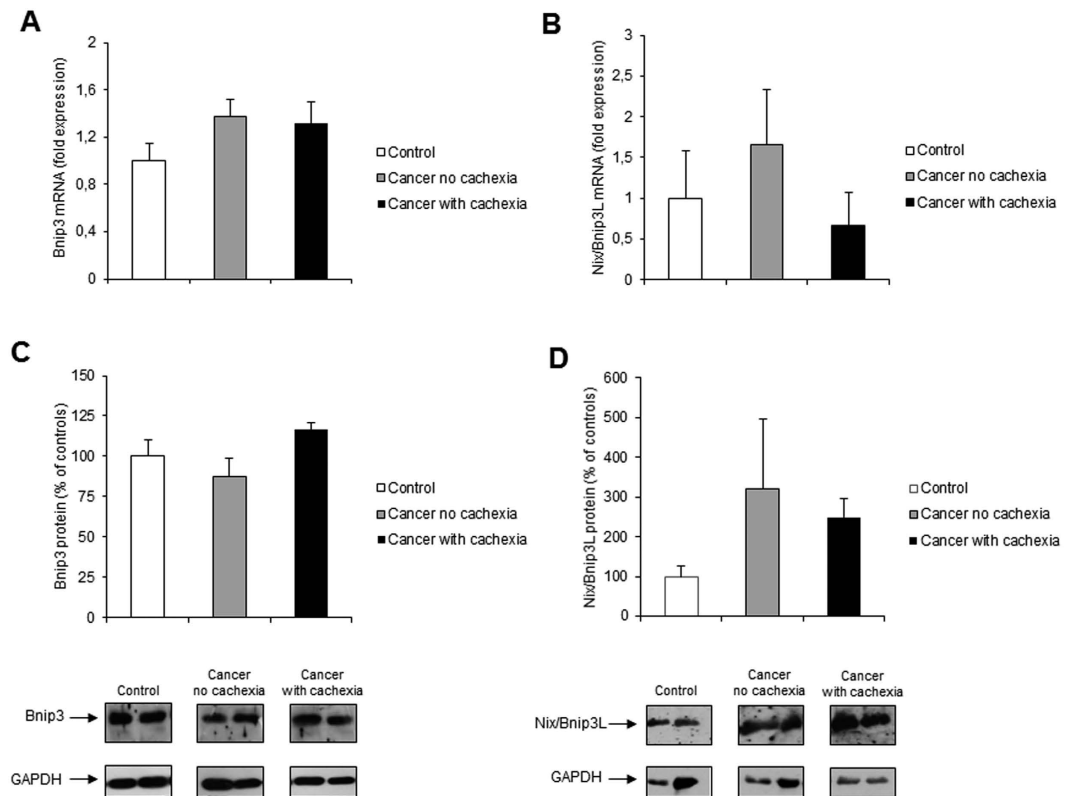 A
Bnip3 mRNA (fold expression)
2
1,6
1,2
0,8
0,4
0
Control
Cancer no cachexia
Cancer with cachexia
B
Nix/Bnip3L mRNA (fold expression)
3
2,5
2
1,5
1
0,5
0
Control
Cancer no cachexia
Cancer with cachexia
C
Bnip3 protein (% of controls)
150
125
100
75
50
25
0
Control
Cancer no cachexia
Cancer with cachexia
D
Nix/Bnip3L protein (% of controls)
600
500
400
300
200
100
0
Control
Cancer no cachexia
Cancer with cachexia
Control
Cancer
no cachexia
Cancer
with cachexia
Bnip3
GAPDH
Control
Cancer
no cachexia
Cancer
with cachexia
Nix/Bnip3L
GAPDH